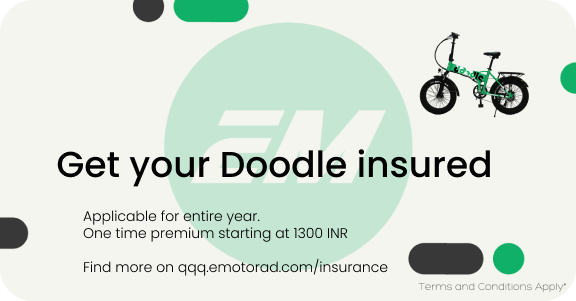 EM
Get your Doodle insured
Applicable for entire year.
One time premium starting at 1300 INR
Find more on qqq.emotorad.com/insurance
Terms and Conditions Apply*